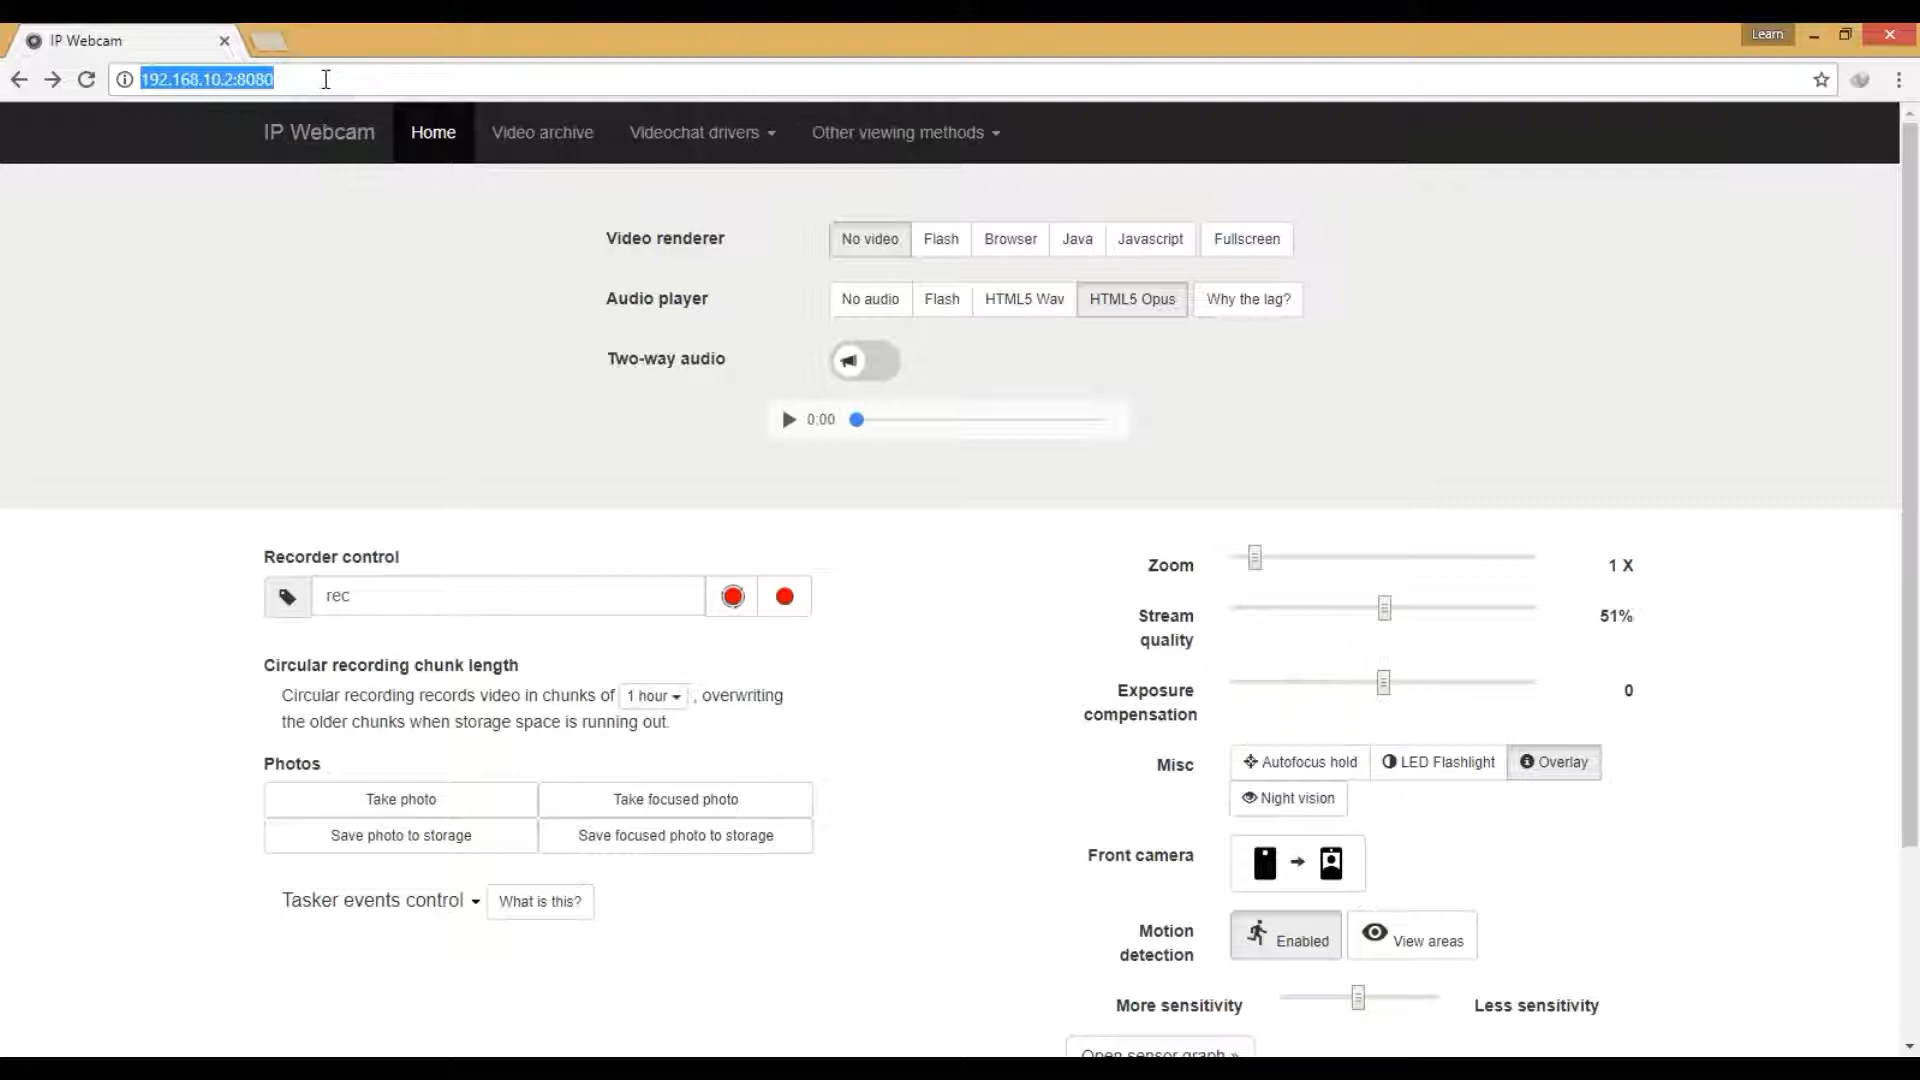 IP Webcam
Learn
192.168.10.2:8080
IP Webcam Home Video archive Videochat drivers Other viewing methods
Video renderer No video Flash Browser Java Javascript Fullscreen
Audio player No audio Flash HTML5 Wav HTML5 Opus Why the lag?
Two-way audio
0:00
Recorder control
rec
Circular recording chunk length
Circular recording records video in chunks of 1 hour , overwriting
the older chunks when storage space is running out.
Photos
Take photo Take focused photo
Save photo to storage Save focused photo to storage
Tasker events control What is this?
Zoom 1 X
Stream
quality 51%
Exposure
compensation 0
Misc Autofocus hold LED Flashlight Overlay
Night vision
Front camera
Motion
detection Enabled View areas
More sensitivity Less sensitivity
Open sensor graph »